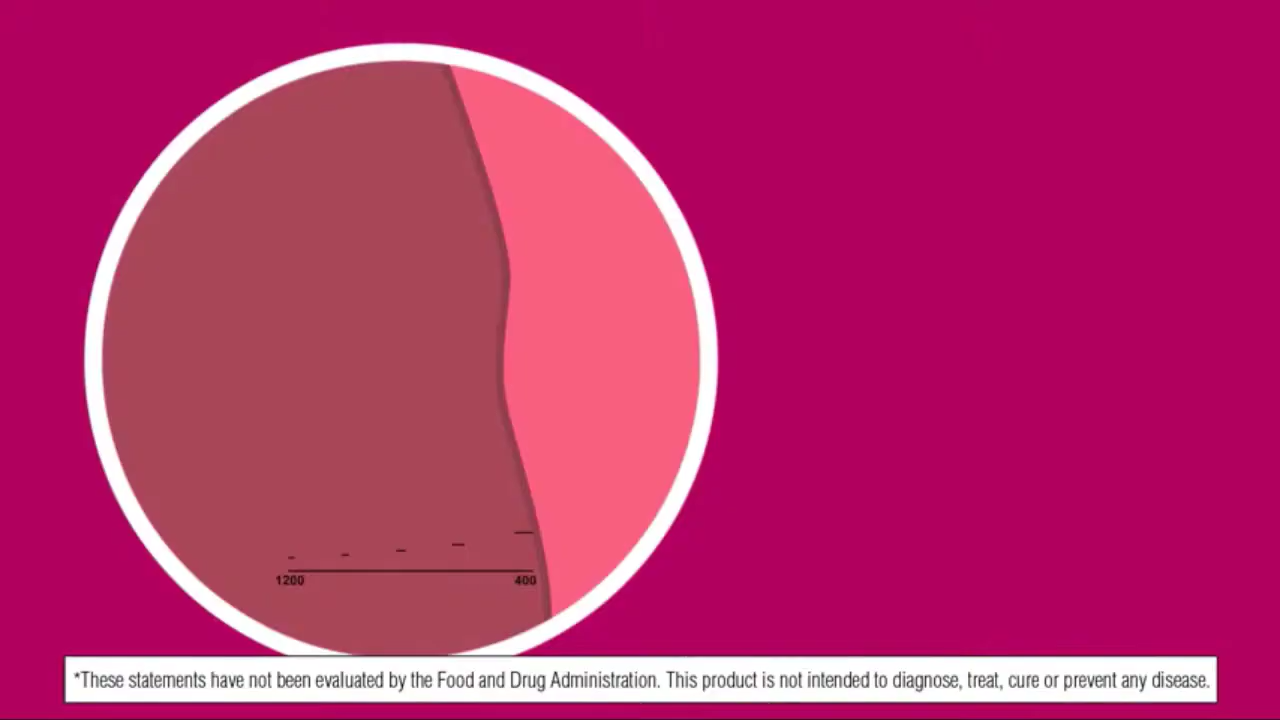 1200 400
*These statements have not been evaluated by the Food and Drug Administration. This product is not intended to diagnose, treat, cure or prevent any disease.